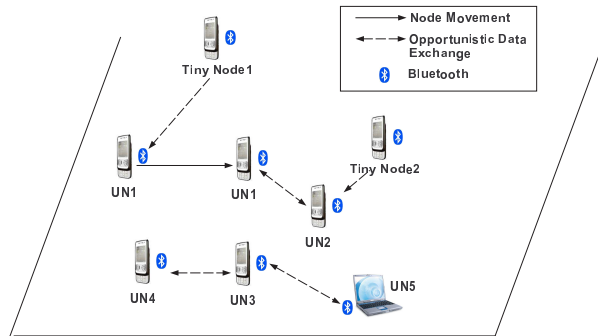 Node Movement
Opportunistic Data
Exchange
Bluetooth
Tiny Node1
Tiny Node2
UN1
UN1
UN2
UN4
UN3
UN5